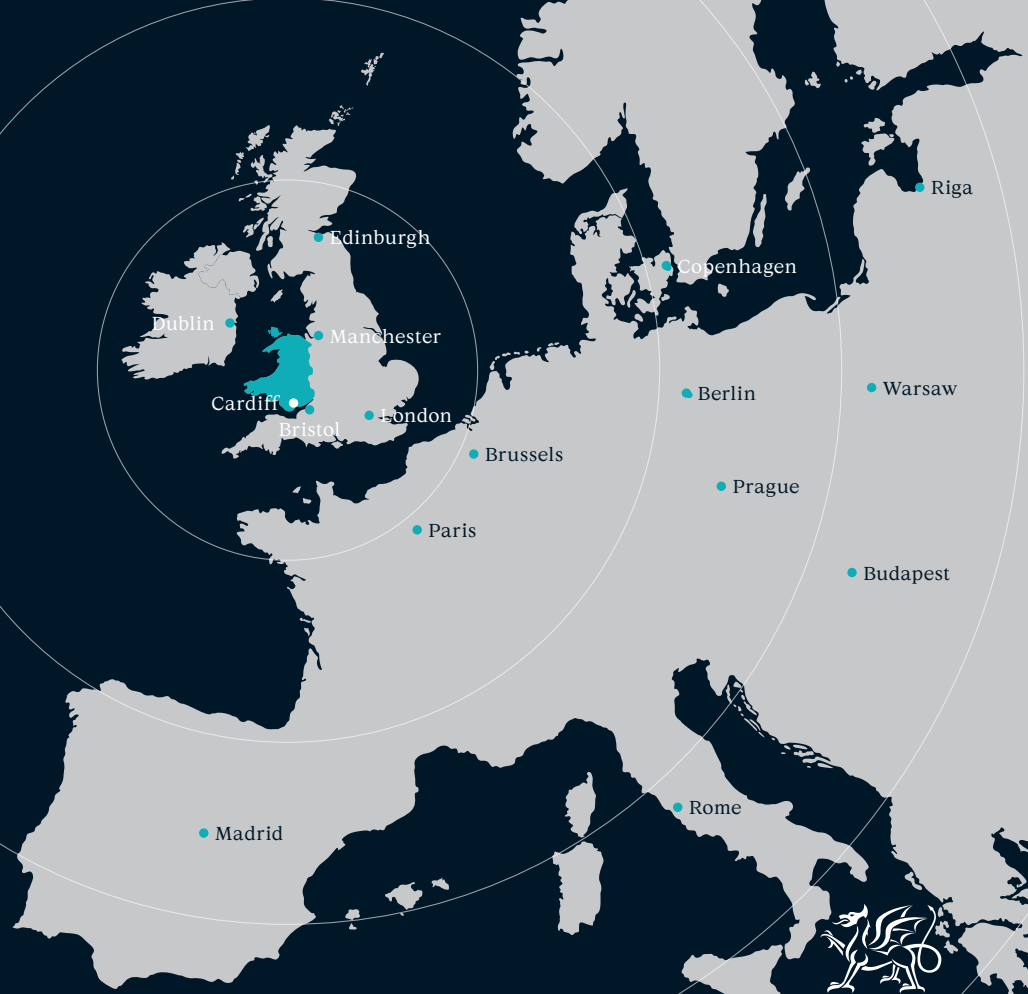 Riga
Edinburgh
Copenhagen
Dublin
Manchester
Berlin
Warsaw
Cardiff
London
Bristol
Brussels
Prague
Paris
Budapest
Rome
Madrid